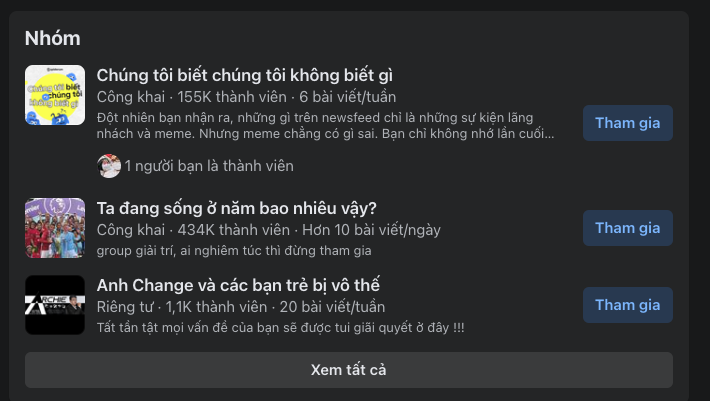 Nhóm
Chúng tôi biết chúng tôi không biết gì
Chúng tôi biết
chúng tôi
không biết gì
Công khai · 155K thành viên · 6 bài viết/tuần
Đột nhiên bạn nhận ra, những gì trên newsfeed chỉ là những sự kiện lãng
nhách và meme. Nhưng meme chẳng có gì sai. Bạn chỉ không nhớ lần cuối...
Tham gia
1 người bạn là thành viên
Ta đang sống ở năm bao nhiêu vậy?
Công khai · 434K thành viên · Hơn 10 bài viết/ngày
group giải trí, ai nghiêm túc thì đừng tham gia
Tham gia
Anh Change và các bạn trẻ bị vô thế
ARCHIE
Riêng tư · 1,1K thành viên · 20 bài viết/tuần
Tất tần tật mọi vấn đề của bạn sẽ được tui giãi quyết ở đây !!!
Tham gia
Xem tất cả